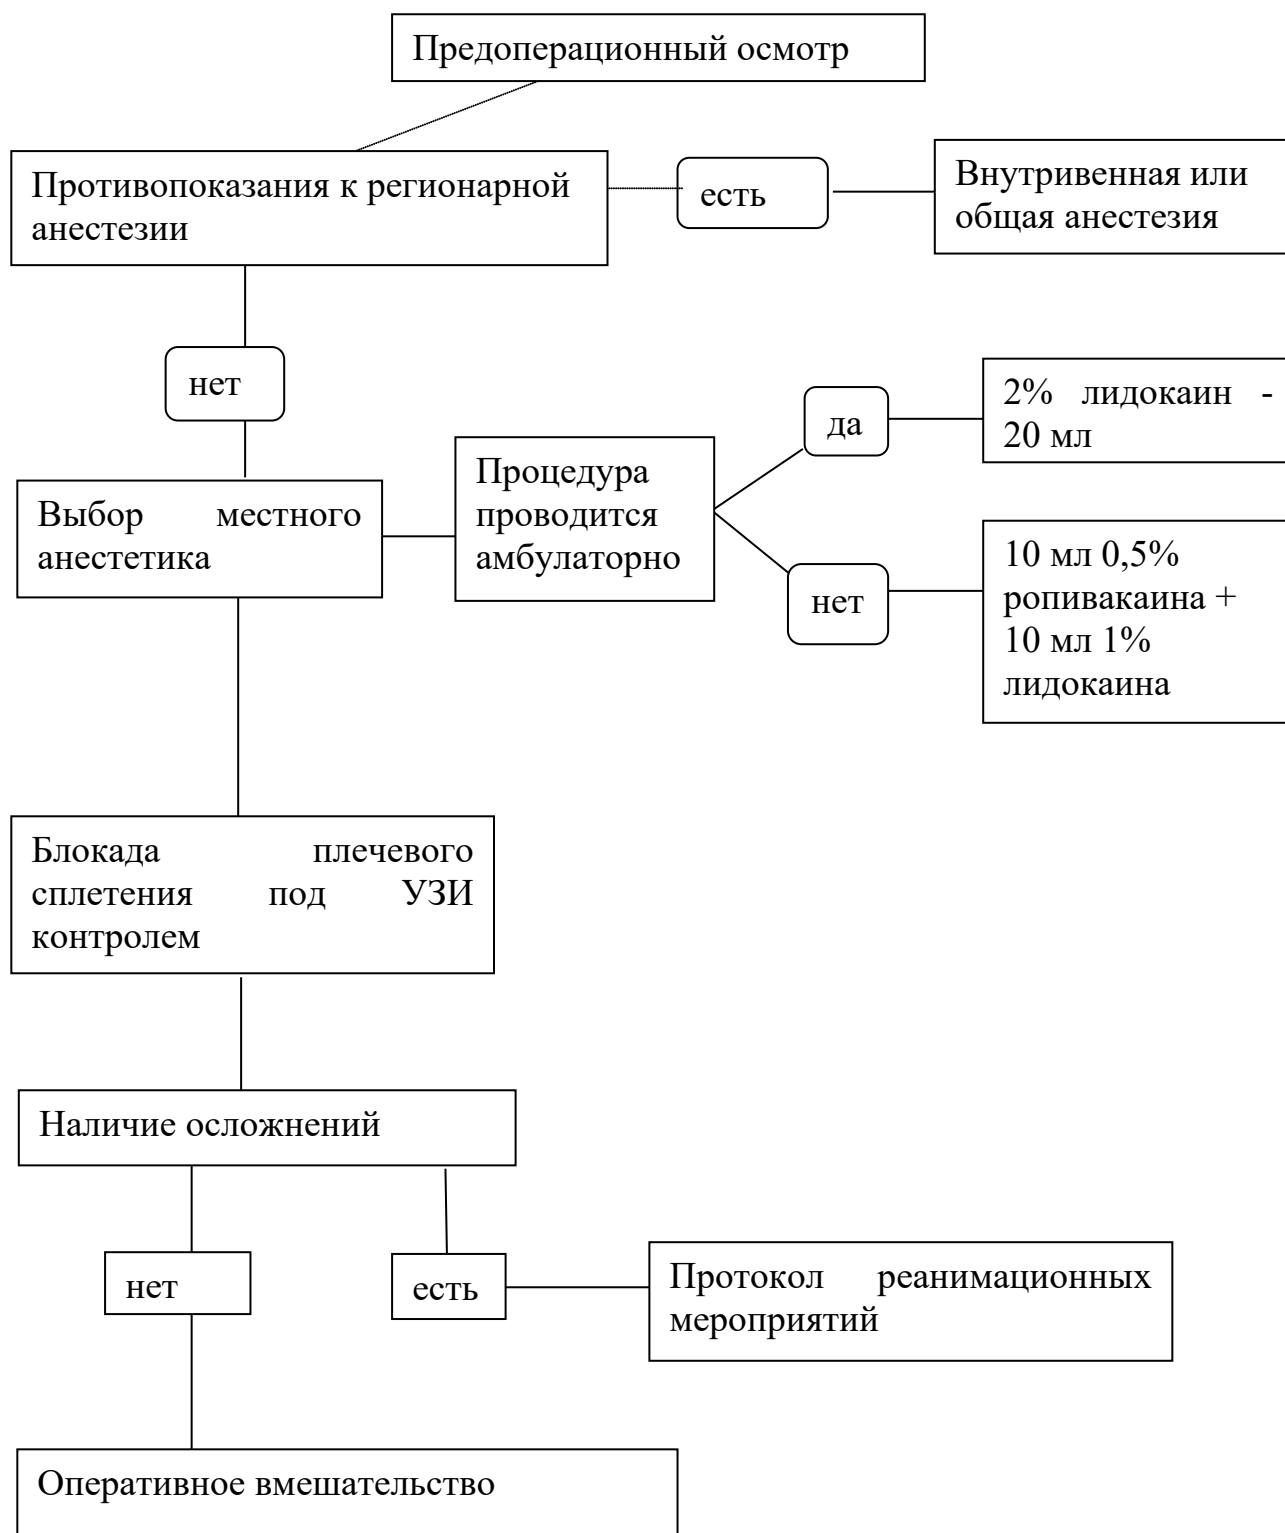 Предоперационный осмотр
Противопоказания к регионарной
анестезии
есть
Внутривенная или
общая анестезия
нет
Выбор местного
анестетика
Процедура
проводится
амбулаторно
да
2% лидокаин -
20 мл
нет
10 мл 0,5%
ропивакаина +
10 мл 1%
лидокаина
Блокада плечевого
сплетения под УЗИ
контролем
Наличие осложнений
нет
есть
Протокол реанимационных
мероприятий
Оперативное вмешательство